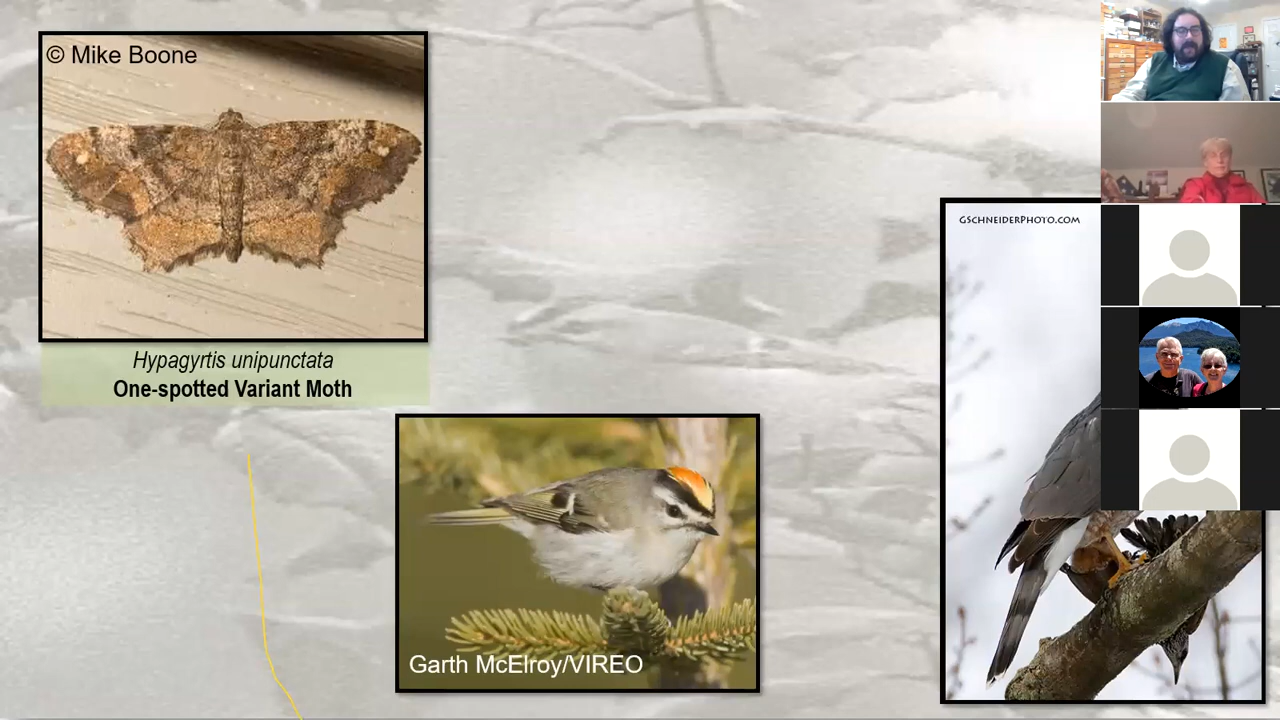 © Mike Boone
Hypagyrtis unipunctata
One-spotted Variant Moth
GSCHNEIDERPHOTO.COM
Garth McElroy/VIREO